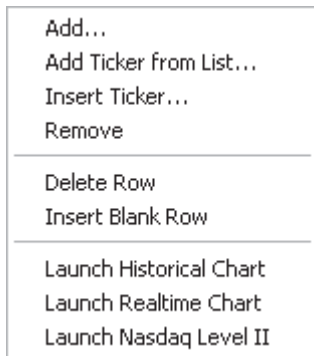 Add...
Add Ticker from List...
Insert Ticker...
Remove
Delete Row
Insert Blank Row
Launch Historical Chart
Launch Realtime Chart
Launch Nasdaq Level II